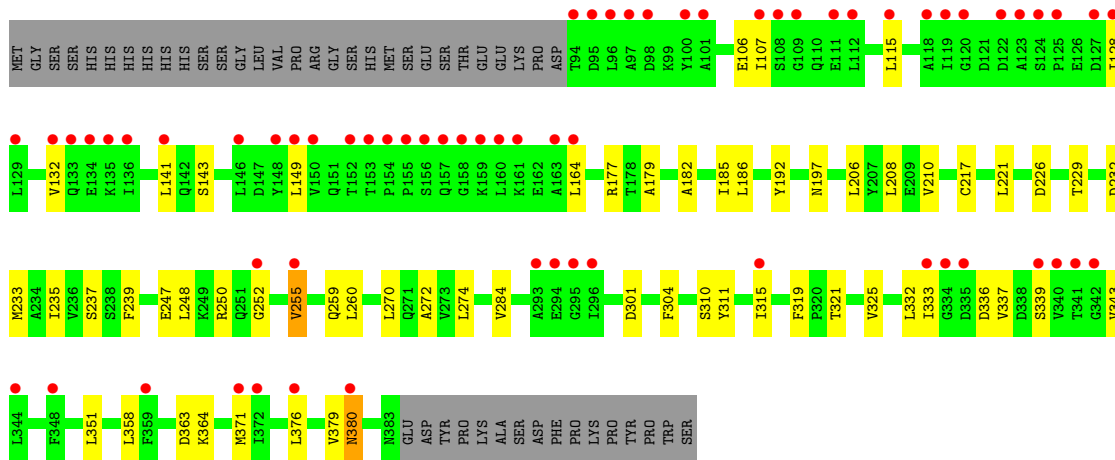 MET GLY SER SER HIS HIS HIS HIS HIS HIS SER SER GLY LEU VAL PRO ARG GLY SER HIS MET SER GLU SER THR GLU GLU LYS PRO ASP T94 D95 L96 A97 D98 K99 Y100 A101 E106 I107 S108 G109 Q110 E111 L112 L115 A118 I119 G120 D121 D122 A123 S124 P125 E126 D127 I128
L129 V132 Q133 E134 K135 I136 L141 Q142 S143 L146 D147 Y148 L149 V150 Q151 T152 T153 P154 P155 S156 Q157 G158 K159 L160 K161 E162 A163 L164 R177 T178 A179 A182 I185 L186 Y192 N197 L206 Y207 L208 E209 V210 C217 L221 D226 T229 D232
M233 A234 I235 V236 S237 S238 F239 E247 L248 K249 R250 Q251 G252 V255 Q259 L260 L270 Q271 A272 V273 L274 V284 A293 E294 G295 I296 D301 F304 S310 Y311 I315 F319 P320 T321 V325 L332 I333 G334 D335 D336 V337 D338 S339 V340 T341 G342 V343
L344 F348 L351 L358 F359 D363 K364 M371 I372 L376 V379 N380 N383 GLU ASP TYR PRO LYS ALA SER ASP PHE PRO LYS PRO TYR PRO TRP SER